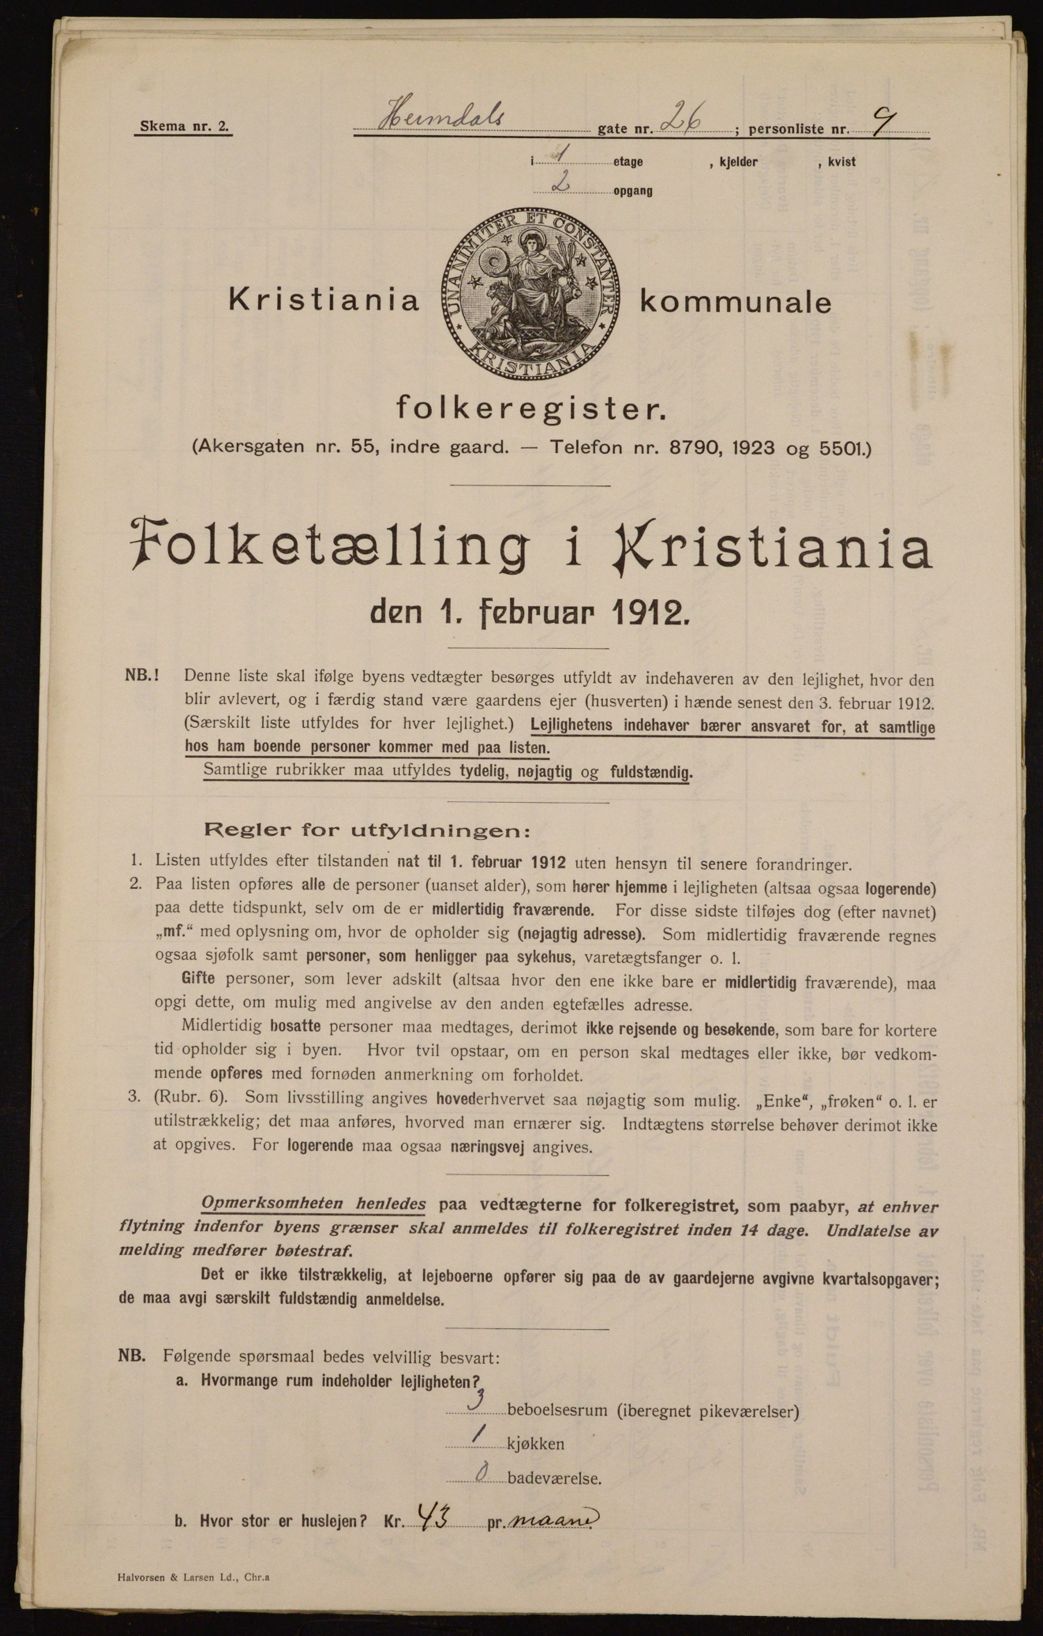 Skema nr. 2.
Heimdals gate nr. 26 ; personliste nr. 9
i 1 etage , kjelder , kvist
2 opgang
UNANIMITER ET CONSTANTER
KRISTIANIA
Kristiania kommunale
folkeregister.
(Akersgaten nr. 55, indre gaard. — Telefon nr. 8790, 1923 og 5501.)
Folketælling i Kristiania
den 1. februar 1912.
NB.! Denne liste skal ifølge byens vedtægter besørges utfyldt av indehaveren av den lejlighet, hvor den
blir avlevert, og i færdig stand være gaardens ejer (husverten) i hænde senest den 3. februar 1912.
(Særskilt liste utfyldes for hver lejlighet.) Lejlighetens indehaver bærer ansvaret for, at samtlige
hos ham boende personer kommer med paa listen.
Samtlige rubrikker maa utfyldes tydelig, nøjagtig og fuldstændig.
Regler for utfyldningen:
1. Listen utfyldes efter tilstanden nat til 1. februar 1912 uten hensyn til senere forandringer.
2. Paa listen opføres alle de personer (uanset alder), som hører hjemme i lejligheten (altsaa ogsaa logerende)
paa dette tidspunkt, selv om de er midlertidig fraværende. For disse sidste tilføjes dog (efter navnet)
„mf.“ med oplysning om, hvor de opholder sig (nøjagtig adresse). Som midlertidig fraværende regnes
ogsaa sjøfolk samt personer, som henligger paa sykehus, varetægtsfanger o. l.
Gifte personer, som lever adskilt (altsaa hvor den ene ikke bare er midlertidig fraværende), maa
opgi dette, om mulig med angivelse av den anden egtefælles adresse.
Midlertidig bosatte personer maa medtages, derimot ikke rejsende og besøkende, som bare for kortere
tid opholder sig i byen. Hvor tvil opstaar, om en person skal medtages eller ikke, bør vedkom-
mende opføres med fornøden anmerkning om forholdet.
3. (Rubr. 6). Som livsstilling angives hovederhvervet saa nøjagtig som mulig. „Enke“, „frøken“ o. l. er
utilstrækkelig; det maa anføres, hvorved man ernærer sig. Indtægtens størrelse behøver derimot ikke
at opgives. For logerende maa ogsaa næringsvej angives.
Opmerksomheten henledes paa vedtægterne for folkeregistret, som paabyr, at enhver
flytning indenfor byens grænser skal anmeldes til folkeregistret inden 14 dage. Undlatelse av
melding medfører bøtestraf.
Det er ikke tilstrækkelig, at lejeboerne opfører sig paa de av gaardejerne avgivne kvartalsopgaver;
de maa avgi særskilt fuldstændig anmeldelse.
NB. Følgende spørsmaal bedes velvillig besvart:
a. Hvormange rum indeholder lejligheten?
3 beboelsesrum (iberegnet pikeværelser)
1 kjøkken
0 badeværelse.
b. Hvor stor er huslejen? Kr. 43 pr. maaned
Halvorsen & Larsen Ld., Chr.a